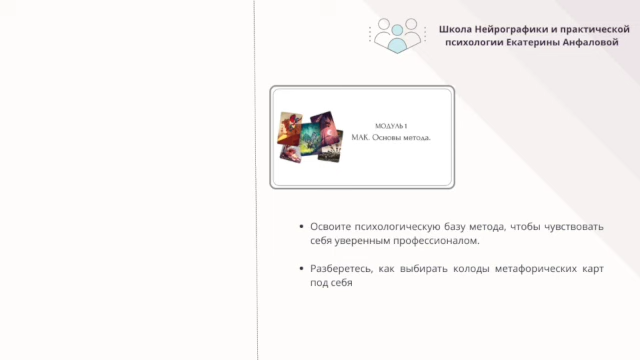 Школа Нейрографики и практической
психологии Екатерины Анфаловой
МОДУЛЬ 1
МАК. Основы метода.
• Освоите психологическую базу метода, чтобы чувствовать
себя уверенным профессионалом.
• Разберетесь, как выбирать колоды метафорических карт
под себя